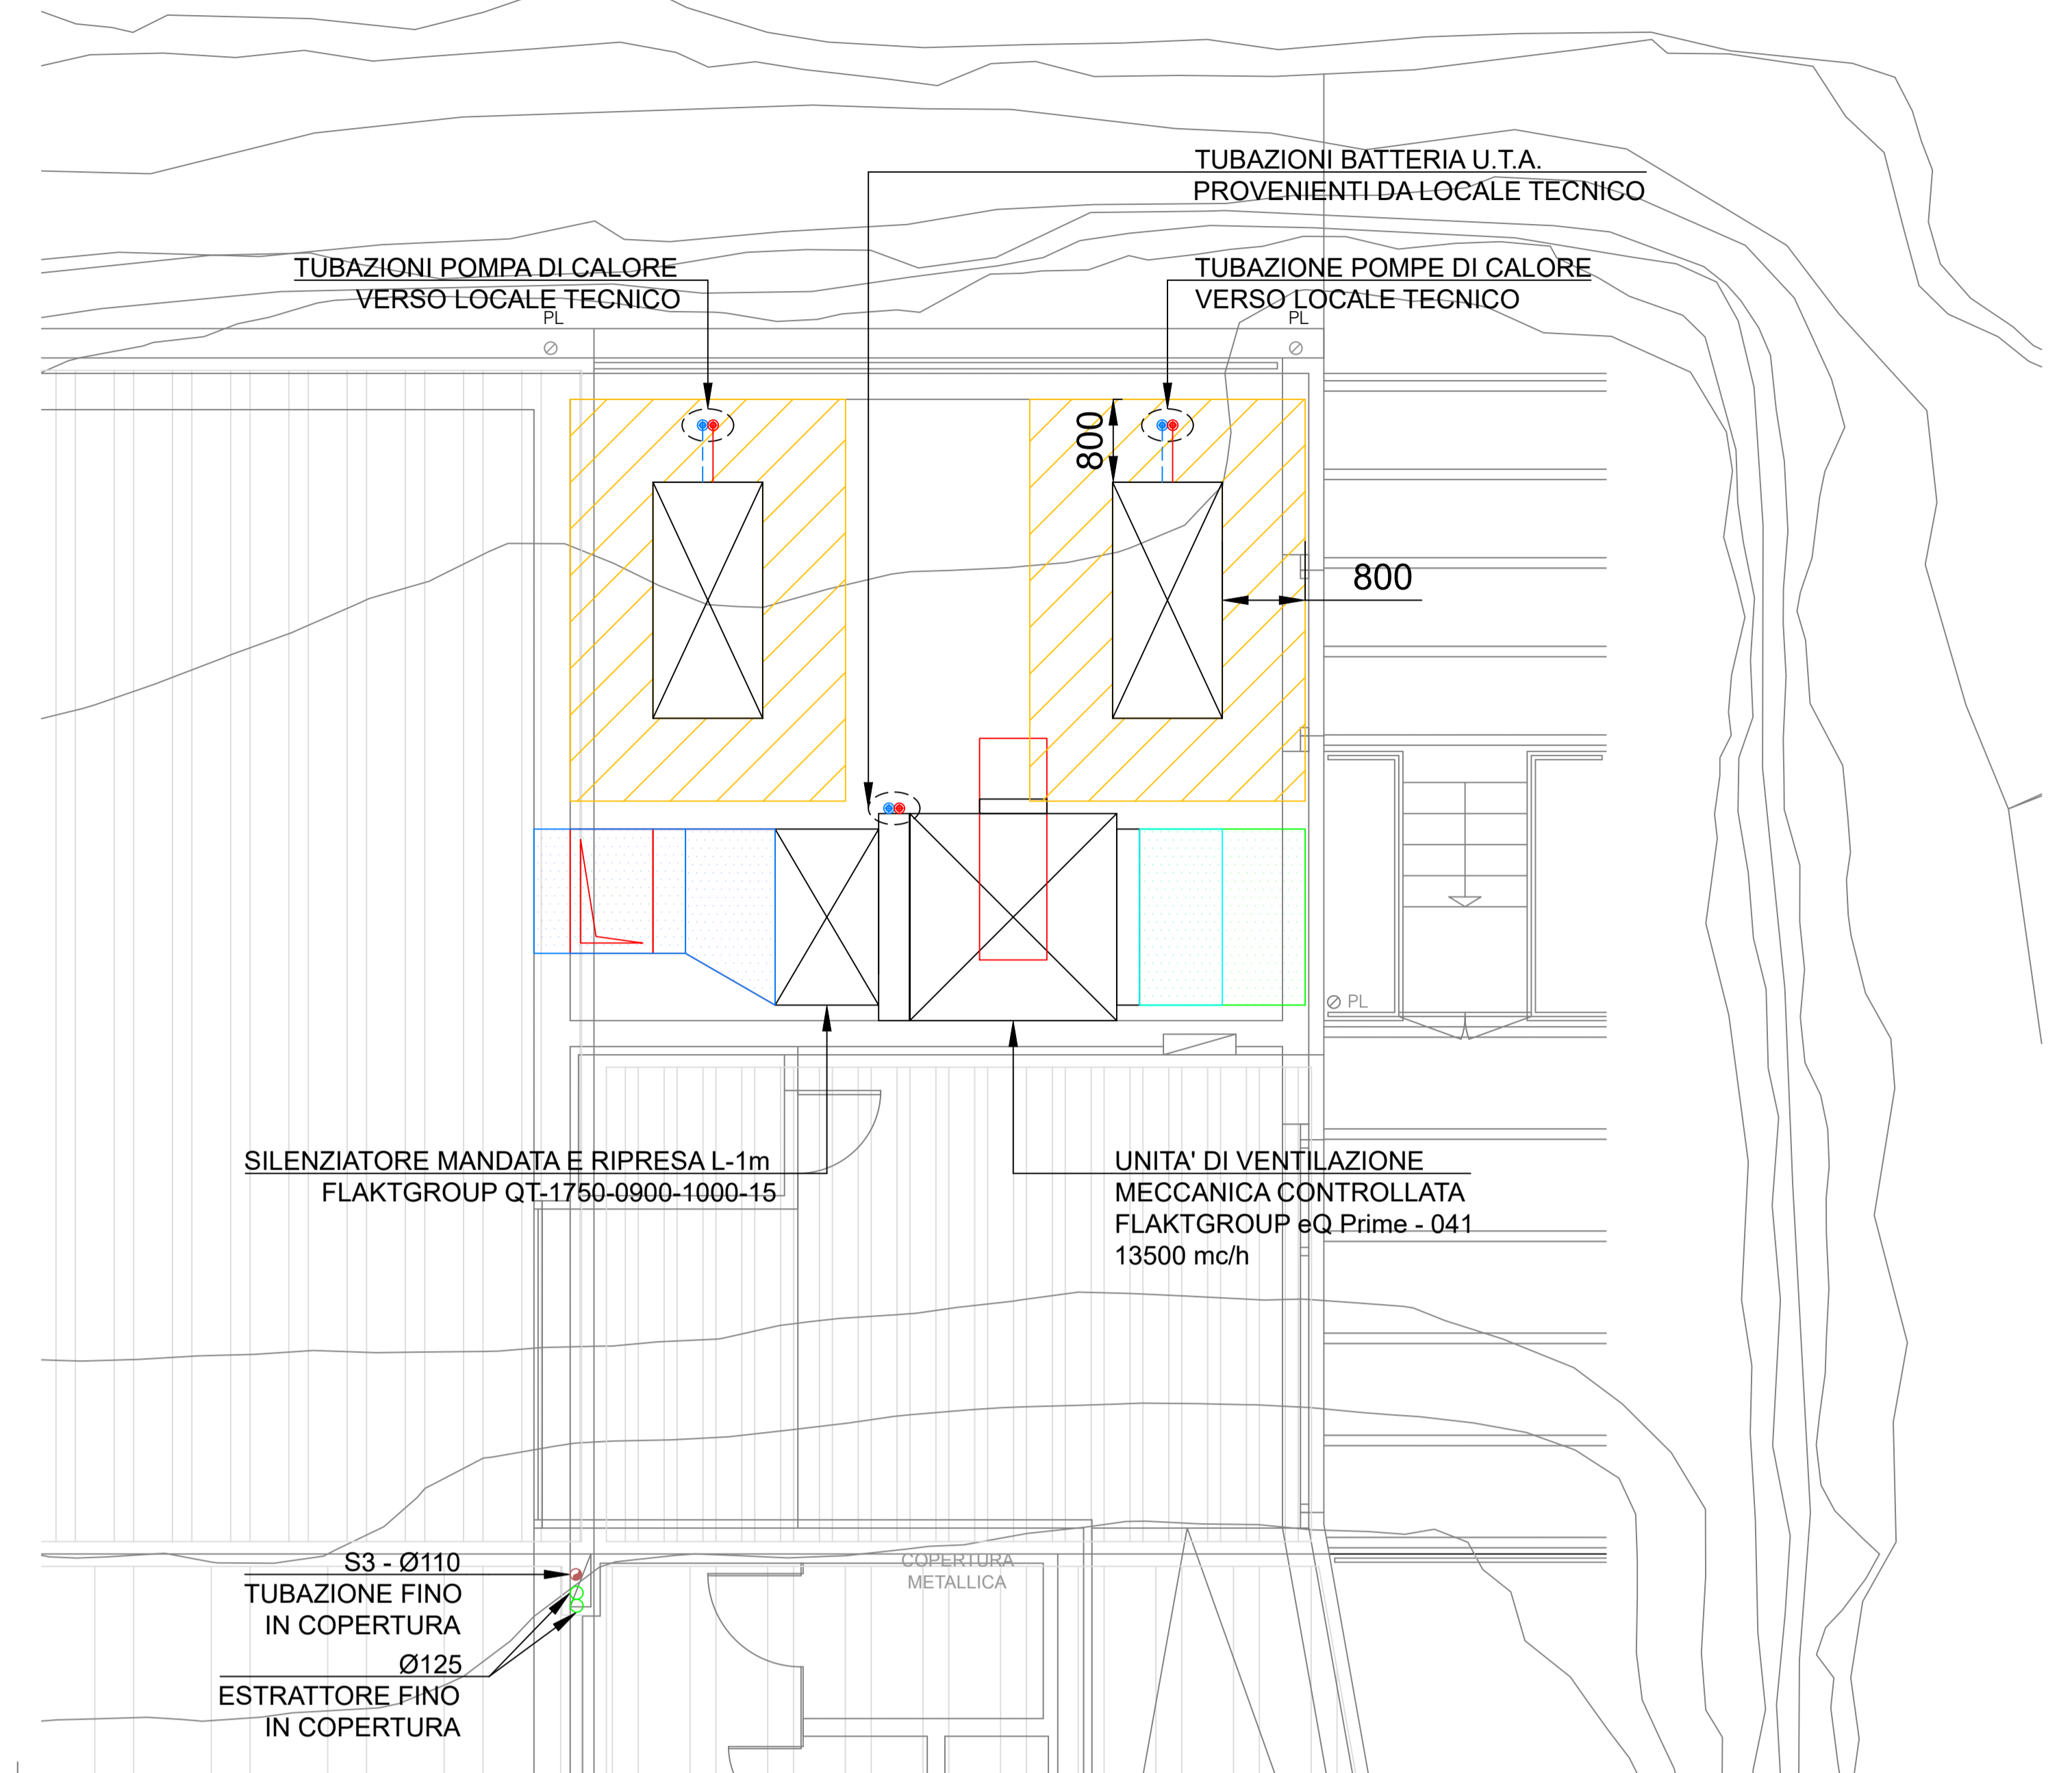 TUBAZIONI BATTERIA U.T.A.
PROVENIENTI DA LOCALE TECNICO
TUBAZIONI POMPA DI CALORE
VERSO LOCALE TECNICO
TUBAZIONE POMPE DI CALORE
VERSO LOCALE TECNICO
PL
PL
800
800
PL
SILENZIATORE MANDATA E RIPRESA L-1m
FLAKTGROUP QT-1750-0900-1000-15
UNITA' DI VENTILAZIONE
MECCANICA CONTROLLATA
FLAKTGROUP eQ Prime - 041
13500 mc/h
S3 - Ø110
TUBAZIONE FINO
IN COPERTURA
COPERTURA
METALLICA
Ø125
ESTRATTORE FINO
IN COPERTURA